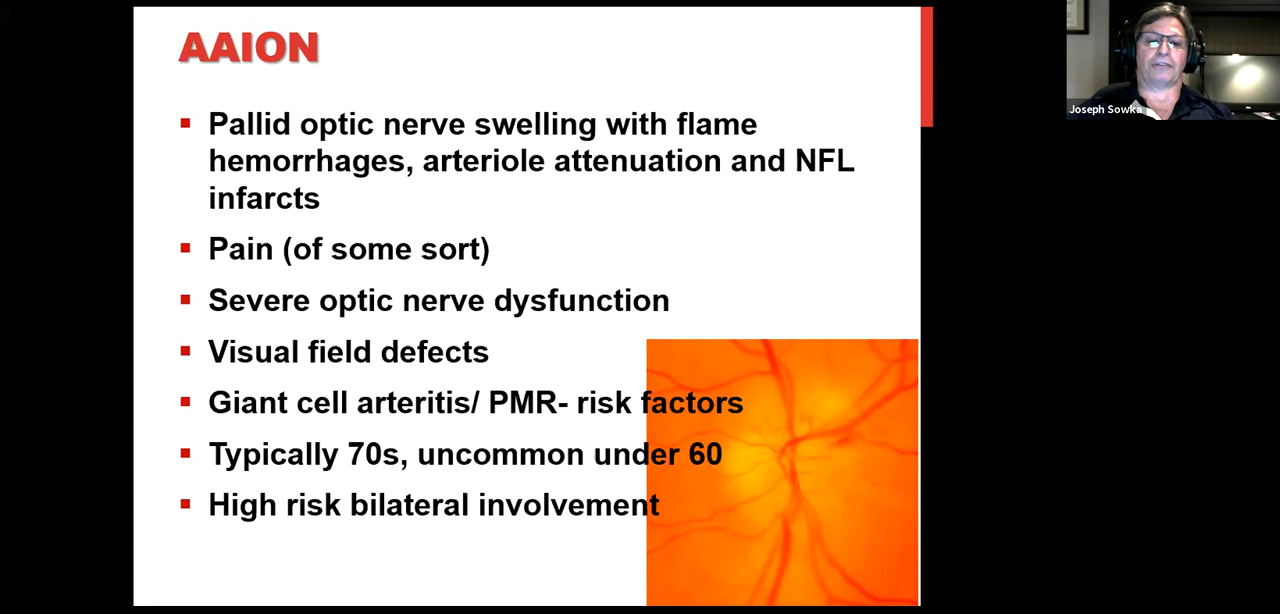 AAION
Pallid optic nerve swelling with flame
hemorrhages, arteriole attenuation and NFL
infarcts
Pain (of some sort)
Severe optic nerve dysfunction
Visual field defects
Giant cell arteritis/ PMR- risk factors
Typically 70s, uncommon under 60
High risk bilateral involvement
Joseph Sowka